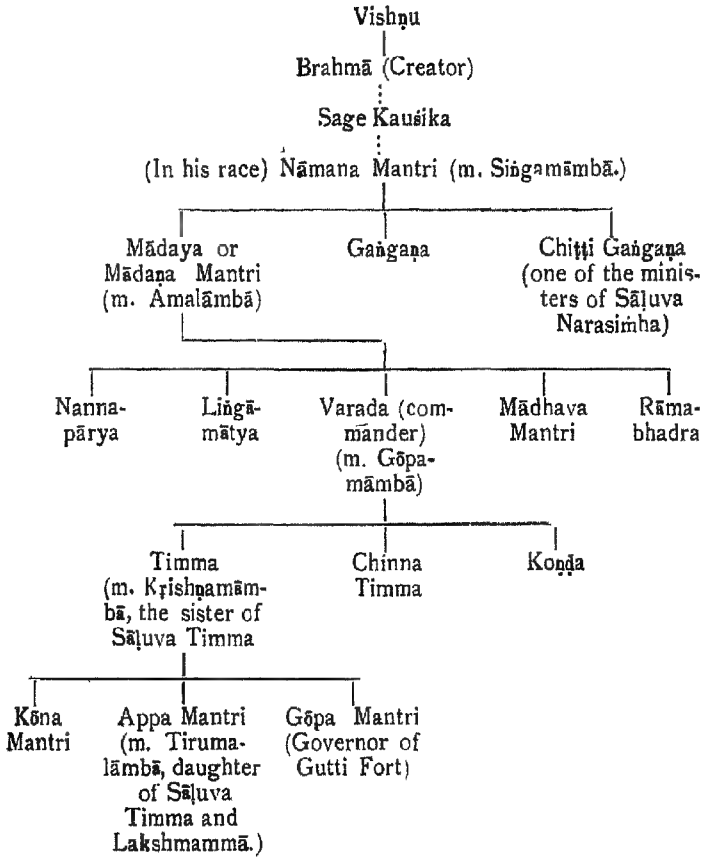 Vishṇu
Brahmā (Creator)
Sage Kauśika
(In his race) Nāmana Mantri (m. Siṅgamāmbā.)
Mādaya or
Mādaṇa Mantri
(m. Amalāmbā)
Gaṅgaṇa
Chiṭṭi Gaṅgaṇa
(one of the minis-
ters of Sāḷuva
Narasiṁha)
Nanna-
pārya
Liṅgā-
mātya
Varada (com-
mander)
(m. Gōpa-
māmbā)
Mādhava
Mantri
Rāma-
bhadra
Timma
(m. Kṛishṇamām-
bā, the sister of
Sāḷuva Timma
Chinna
Timma
Koṇḍa
Kōna
Mantri
Appa Mantri
(m. Tiruma-
lāmbā, daughter
of Sāḷuva
Timma and
Lakshmammā.)
Gōpa Mantri
(Governor of
Gutti Fort)